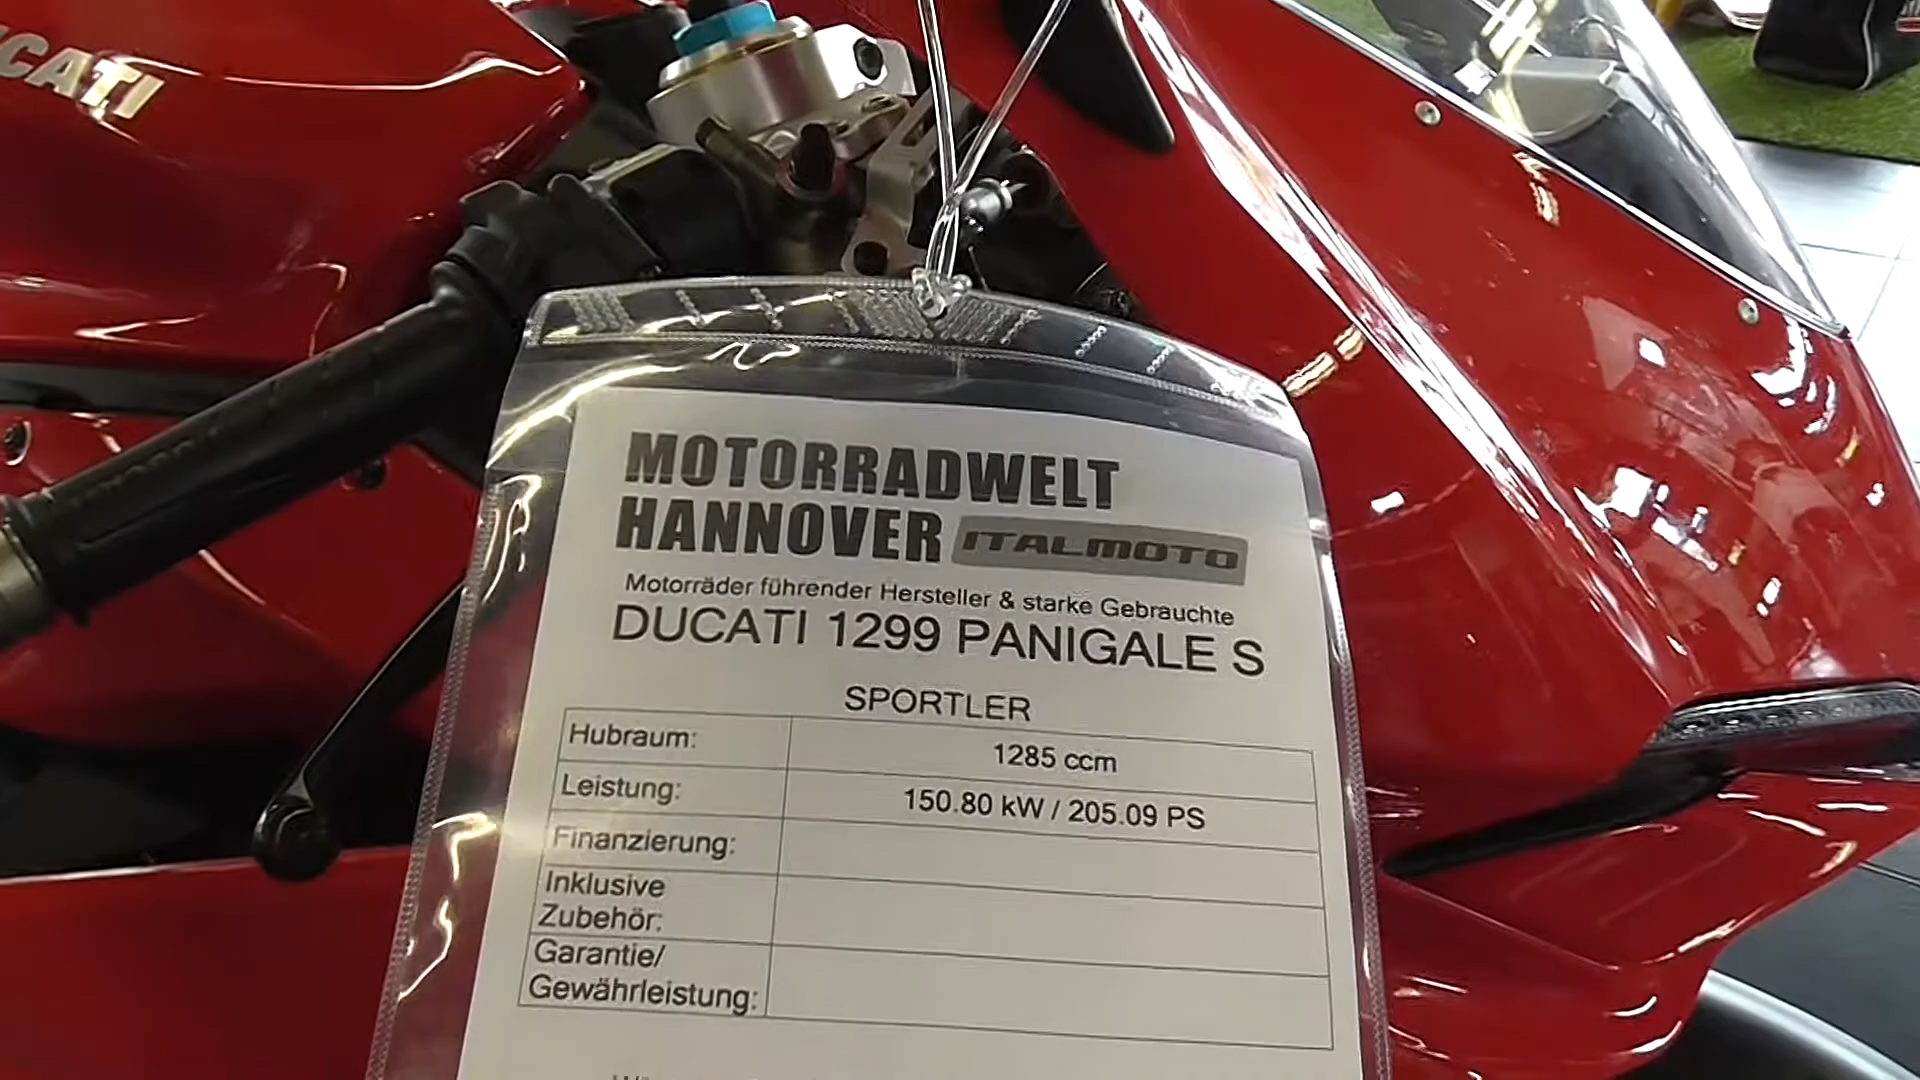 DUCATI
MOTORRADWELT
HANNOVER ITALMOTO
Motorräder führender Hersteller & starke Gebrauchte
DUCATI 1299 PANIGALE S
SPORTLER
Hubraum: 1285 ccm
Leistung: 150.80 kW / 205.09 PS
Finanzierung:
Inklusive
Zubehör:
Garantie/
Gewährleistung: